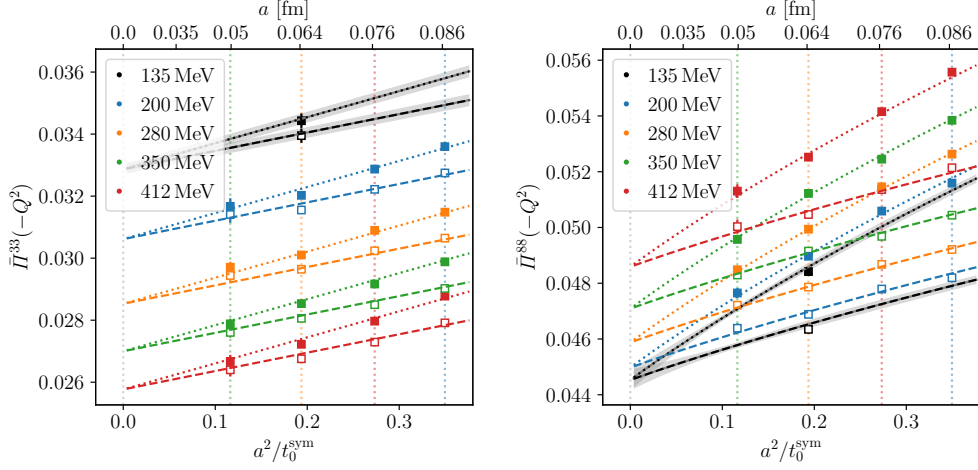 a [fm]
0.0 0.035 0.05 0.064 0.076 0.086
0.036
0.034
0.032
0.030
0.028
0.026
Π̄³³(−Q²)
135 MeV
200 MeV
280 MeV
350 MeV
412 MeV
0.0 0.1 0.2 0.3
a²/t₀ˢʸᵐ
a [fm]
0.0 0.035 0.05 0.064 0.076 0.086
0.056
0.054
0.052
0.050
0.048
0.046
0.044
Π̄⁸⁸(−Q²)
135 MeV
200 MeV
280 MeV
350 MeV
412 MeV
0.0 0.1 0.2 0.3
a²/t₀ˢʸᵐ